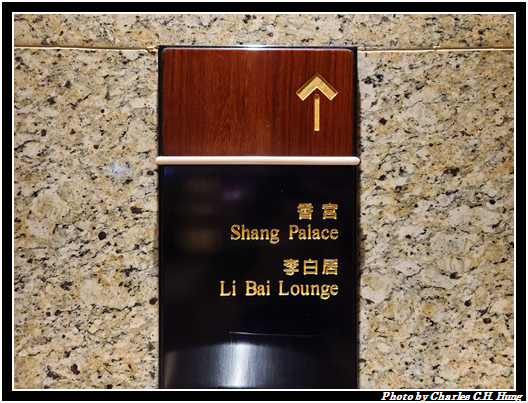 香宮
Shang Palace
李白居
Li Bai Lounge
Photo by Charles C.H. Hung